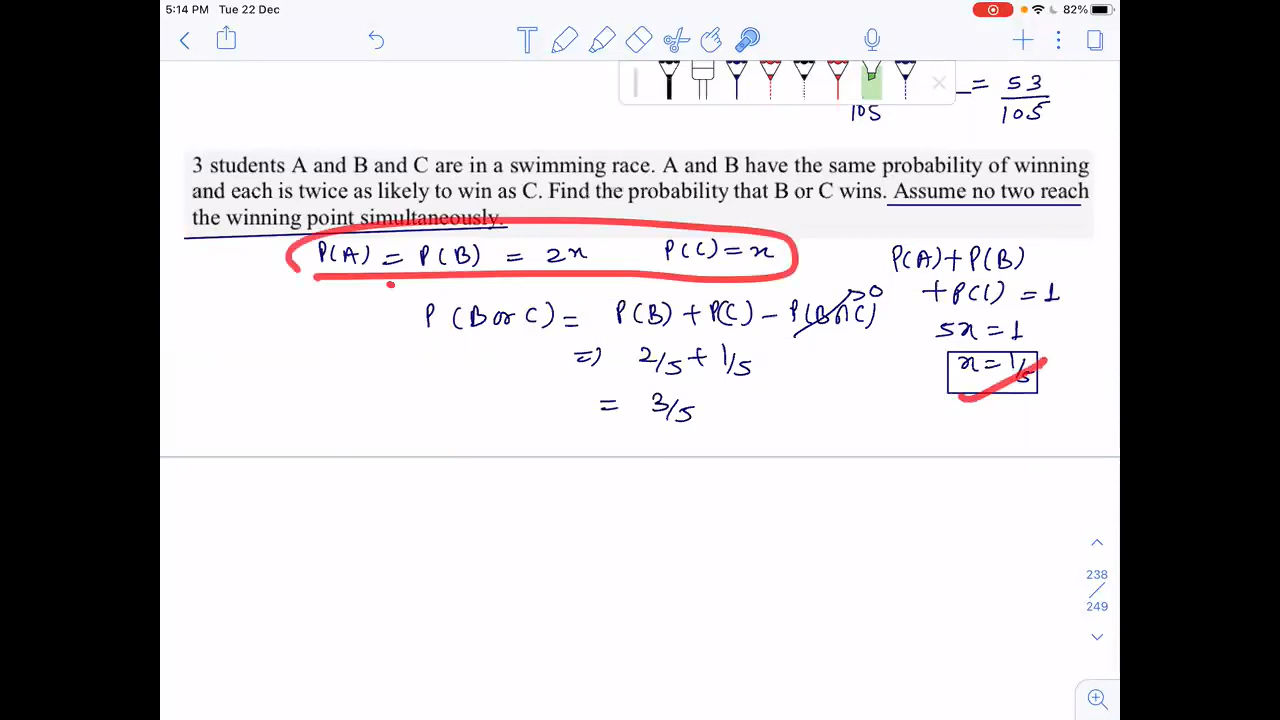 5:14 PM Tue 22 Dec
82%
= 53/105
105
3 students A and B and C are in a swimming race. A and B have the same probability of winning
and each is twice as likely to win as C. Find the probability that B or C wins. Assume no two reach
the winning point simultaneously.
P(A) = P(B) = 2x P(C) = x
P(A) + P(B)
+ P(C) = 1
P(B or C) = P(B) + P(C) - P(B∩C) → 0
5x = 1
⇒ 2/5 + 1/5
x = 1/5
= 3/5
238
249